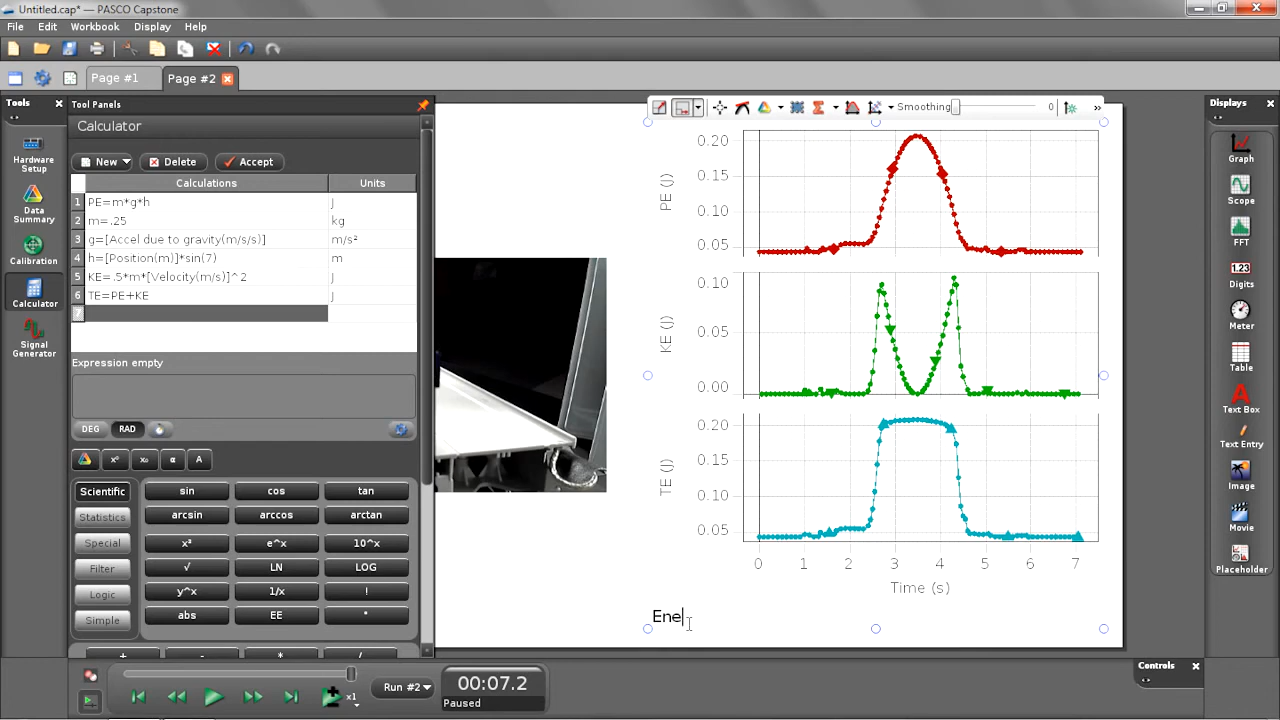 Untitled.cap* - PASCO Capstone
File Edit Workbook Display Help
Page #1 Page #2
Tools
Tool Panels
Calculator
New Delete Accept
Calculations Units
1 PE=m*g*h J
2 m=.25 kg
3 g=[Accel due to gravity(m/s/s)] m/s²
4 h=[Position(m)]*sin(7) m
5 KE=.5*m*[Velocity(m/s)]^2 J
6 TE=PE+KE J
7
Expression empty
DEG RAD
x² x₀ α A
Scientific sin cos tan
Statistics arcsin arccos arctan
Special x² e^x 10^x
Filter √ LN LOG
Logic y^x 1/x !
Simple abs EE °
Hardware Setup
Data Summary
Calibration
Calculator
Signal Generator
Smoothing 0 »
PE (J)
0.20
0.15
0.10
0.05
KE (J)
0.10
0.05
0.00
TE (J)
0.20
0.15
0.10
0.05
0 1 2 3 4 5 6 7
Time (s)
Ene
Displays
Graph
Scope
FFT
1.23
Digits
Meter
Table
Text Box
Text Entry
Image
Movie
Placeholder
x1
Run #2
00:07.2
Paused
Controls